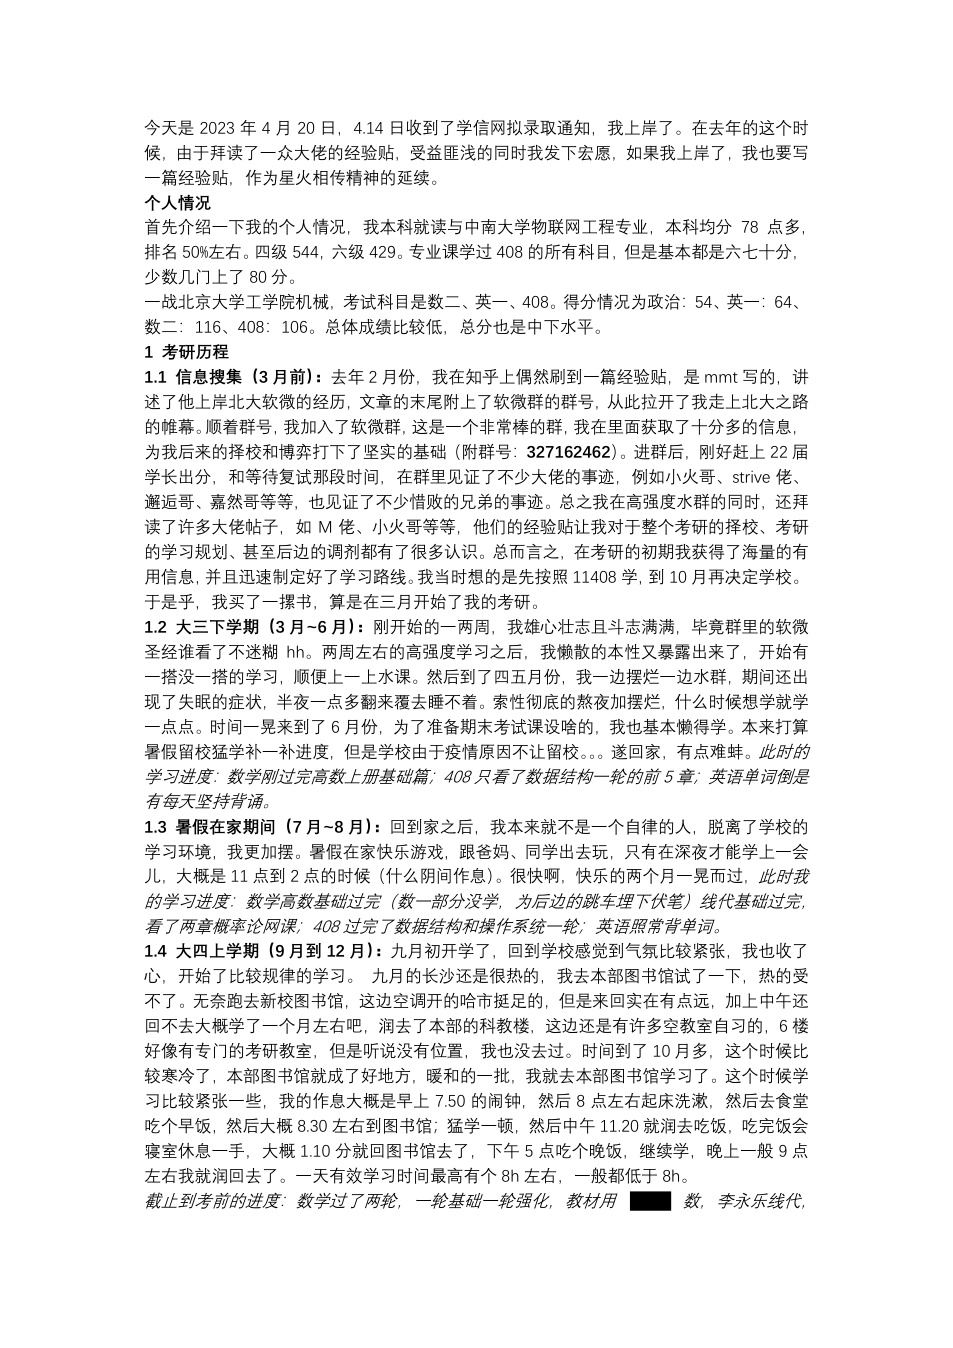 今天是 2023 年 4 月 20 日，4.14 日收到了学信网拟录取通知，我上岸了。在去年的这个时
候，由于拜读了一众大佬的经验贴，受益匪浅的同时我发下宏愿，如果我上岸了，我也要写
一篇经验贴，作为星火相传精神的延续。
个人情况
首先介绍一下我的个人情况，我本科就读与中南大学物联网工程专业，本科均分 78 点多，
排名 50%左右。四级 544，六级 429。专业课学过 408 的所有科目，但是基本都是六七十分，
少数几门上了 80 分。
一战北京大学工学院机械，考试科目是数二、英一、408。得分情况为政治：54、英一：64、
数二：116、408：106。总体成绩比较低，总分也是中下水平。
1 考研历程
1.1 信息搜集（3 月前）：去年 2 月份，我在知乎上偶然刷到一篇经验贴，是 mmt 写的，讲
述了他上岸北大软微的经历，文章的末尾附上了软微群的群号，从此拉开了我走上北大之路
的帷幕。顺着群号，我加入了软微群，这是一个非常棒的群，我在里面获取了十分多的信息，
为我后来的择校和博弈打下了坚实的基础（附群号：327162462）。进群后，刚好赶上 22 届
学长出分，和等待复试那段时间，在群里见证了不少大佬的事迹，例如小火哥、strive 佬、
邂逅哥、嘉然哥等等，也见证了不少惜败的兄弟的事迹。总之我在高强度水群的同时，还拜
读了许多大佬帖子，如 M 佬、小火哥等等，他们的经验贴让我对于整个考研的择校、考研
的学习规划、甚至后边的调剂都有了很多认识。总而言之，在考研的初期我获得了海量的有
用信息，并且迅速制定好了学习路线。我当时想的是先按照 11408 学，到 10 月再决定学校。
于是乎，我买了一摞书，算是在三月开始了我的考研。
1.2 大三下学期（3 月~6 月）：刚开始的一两周，我雄心壮志且斗志满满，毕竟群里的软微
圣经谁看了不迷糊 hh。两周左右的高强度学习之后，我懒散的本性又暴露出来了，开始有
一搭没一搭的学习，顺便上一上水课。然后到了四五月份，我一边摆烂一边水群，期间还出
现了失眠的症状，半夜一点多翻来覆去睡不着。索性彻底的熬夜加摆烂，什么时候想学就学
一点点。时间一晃来到了 6 月份，为了准备期末考试课设啥的，我也基本懒得学。本来打算
暑假留校猛学补一补进度，但是学校由于疫情原因不让留校。。。遂回家，有点难蚌。此时的
学习进度：数学刚过完高数上册基础篇；408 只看了数据结构一轮的前 5 章；英语单词倒是
有每天坚持背诵。
1.3 暑假在家期间（7 月~8 月）：回到家之后，我本来就不是一个自律的人，脱离了学校的
学习环境，我更加摆。暑假在家快乐游戏，跟爸妈、同学出去玩，只有在深夜才能学上一会
儿，大概是 11 点到 2 点的时候（什么阴间作息）。很快啊，快乐的两个月一晃而过，此时我
的学习进度：数学高数基础过完（数一部分没学，为后边的跳车埋下伏笔）线代基础过完，
看了两章概率论网课；408 过完了数据结构和操作系统一轮；英语照常背单词。
1.4 大四上学期（9 月到 12 月）：九月初开学了，回到学校感觉到气氛比较紧张，我也收了
心，开始了比较规律的学习。 九月的长沙还是很热的，我去本部图书馆试了一下，热的受
不了。无奈跑去新校图书馆，这边空调开的哈市挺足的，但是来回实在有点远，加上中午还
回不去大概学了一个月左右吧，润去了本部的科教楼，这边还是有许多空教室自习的，6 楼
好像有专门的考研教室，但是听说没有位置，我也没去过。时间到了 10 月多，这个时候比
较寒冷了，本部图书馆就成了好地方，暖和的一批，我就去本部图书馆学习了。这个时候学
习比较紧张一些，我的作息大概是早上 7.50 的闹钟，然后 8 点左右起床洗漱，然后去食堂
吃个早饭，然后大概 8.30 左右到图书馆；猛学一顿，然后中午 11.20 就润去吃饭，吃完饭会
寝室休息一手，大概 1.10 分就回图书馆去了，下午 5 点吃个晚饭，继续学，晚上一般 9 点
左右我就润回去了。一天有效学习时间最高有个 8h 左右，一般都低于 8h。
截止到考前的进度：数学过了两轮，一轮基础一轮强化，教材用 数，李永乐线代，